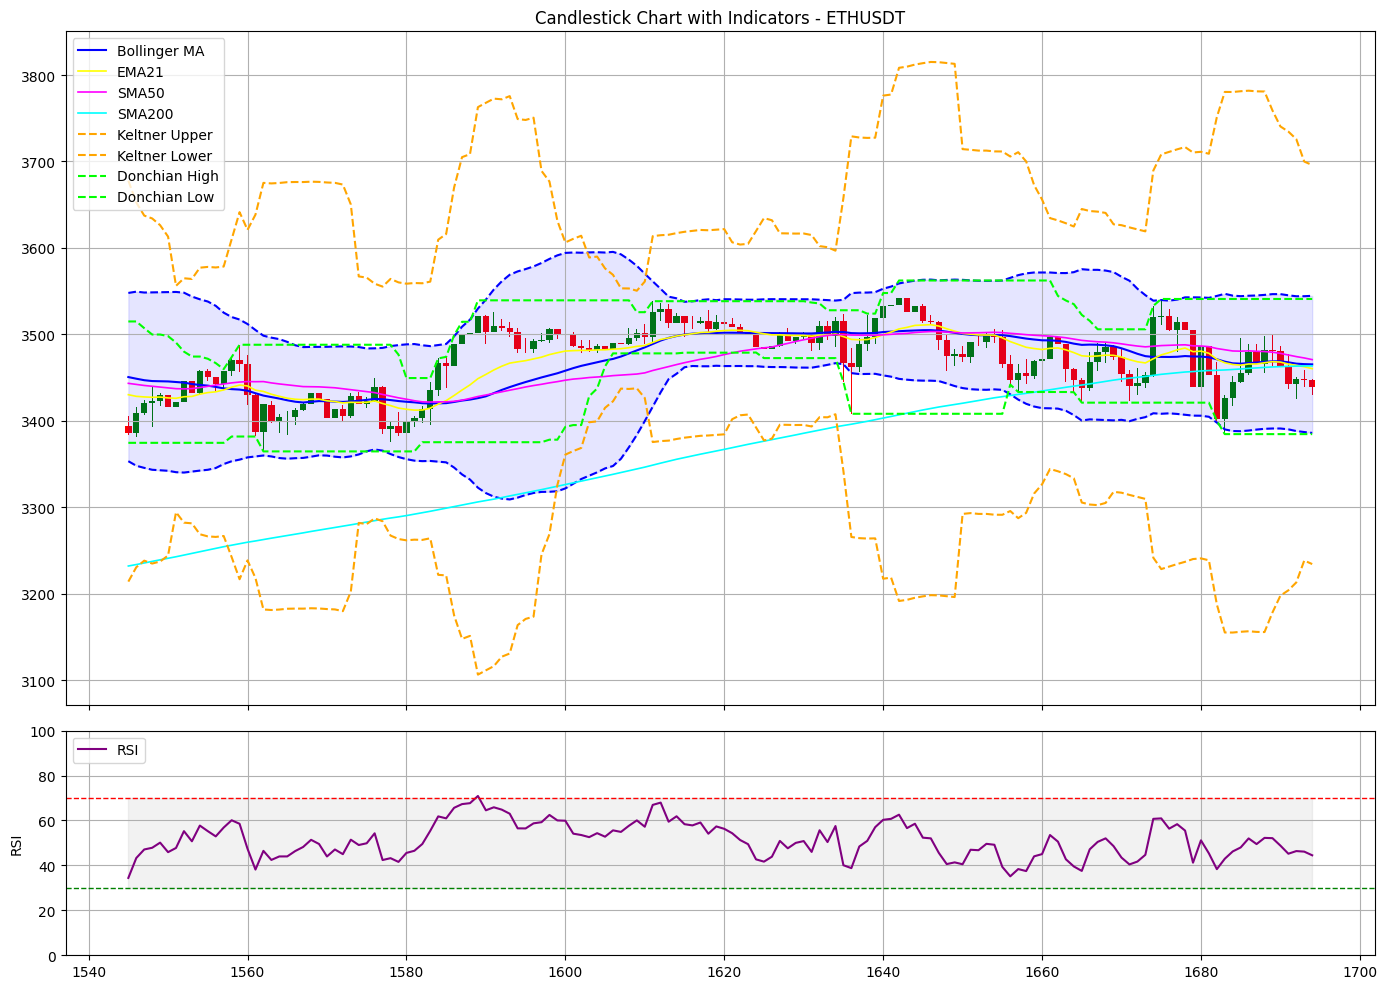 Candlestick Chart with Indicators - ETHUSDT
Bollinger MA
EMA21
SMA50
SMA200
Keltner Upper
Keltner Lower
Donchian High
Donchian Low
3800
3700
3600
3500
3400
3300
3200
3100
RSI
100
80
60
40
20
0
RSI
1540
1560
1580
1600
1620
1640
1660
1680
1700